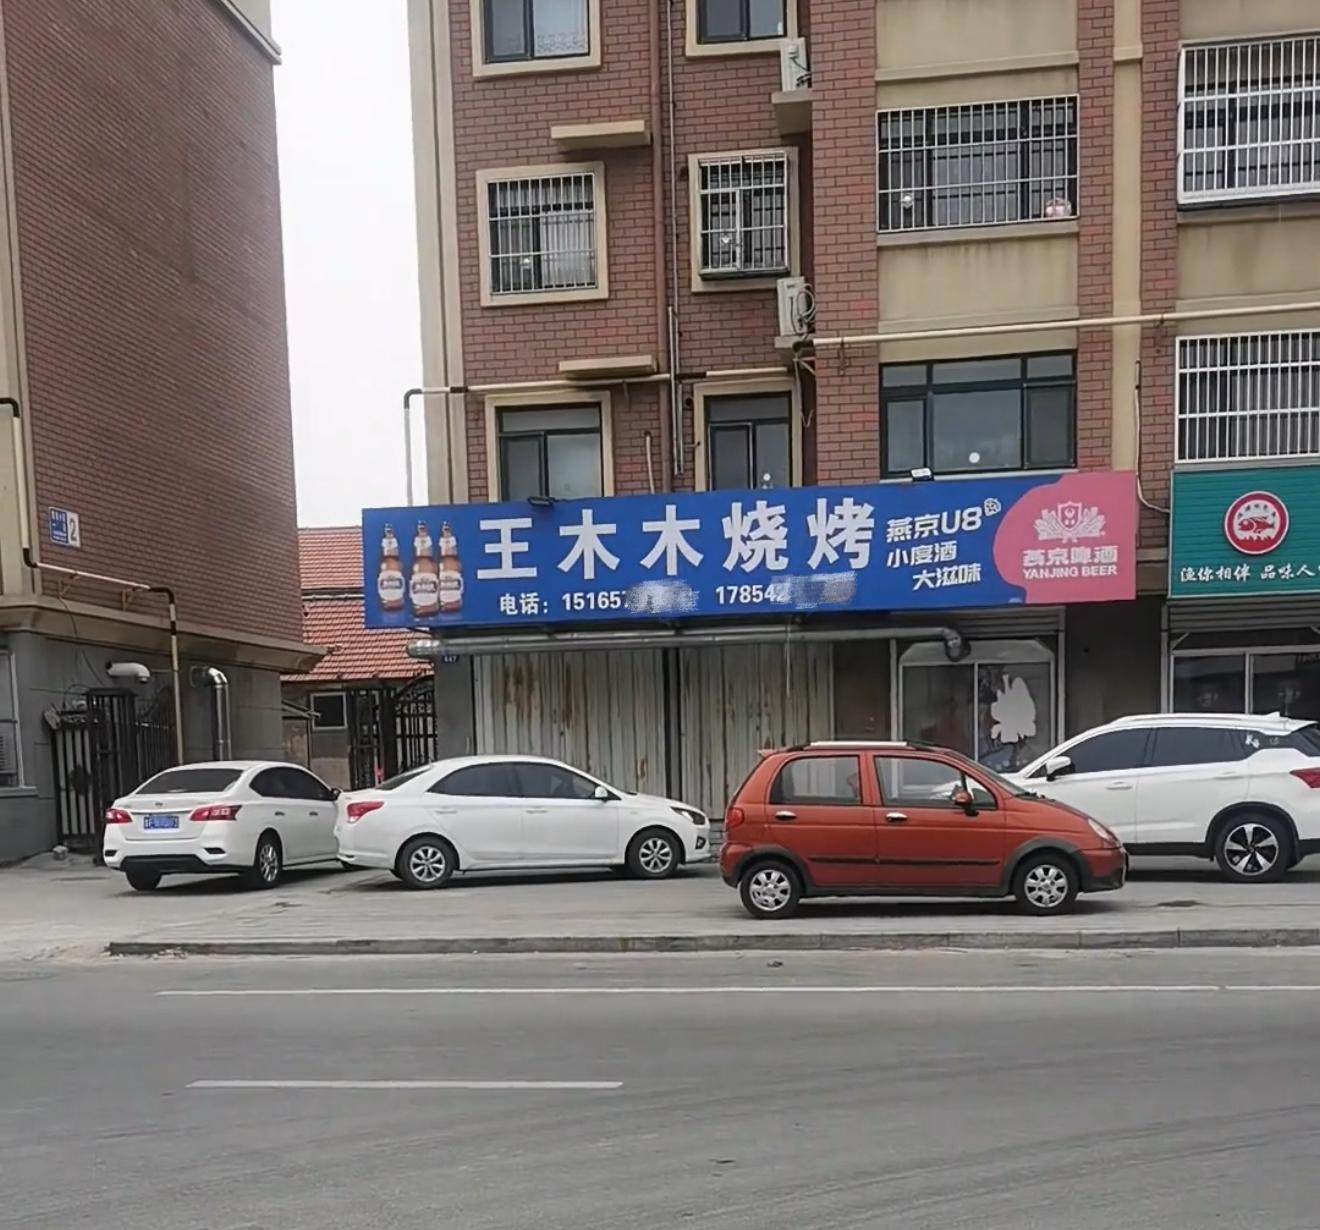 王木木烧烤
电话：15165 17854
燕京U8
小度酒
大滋味
燕京啤酒
YANJING BEER
渔你相伴 品味人
2